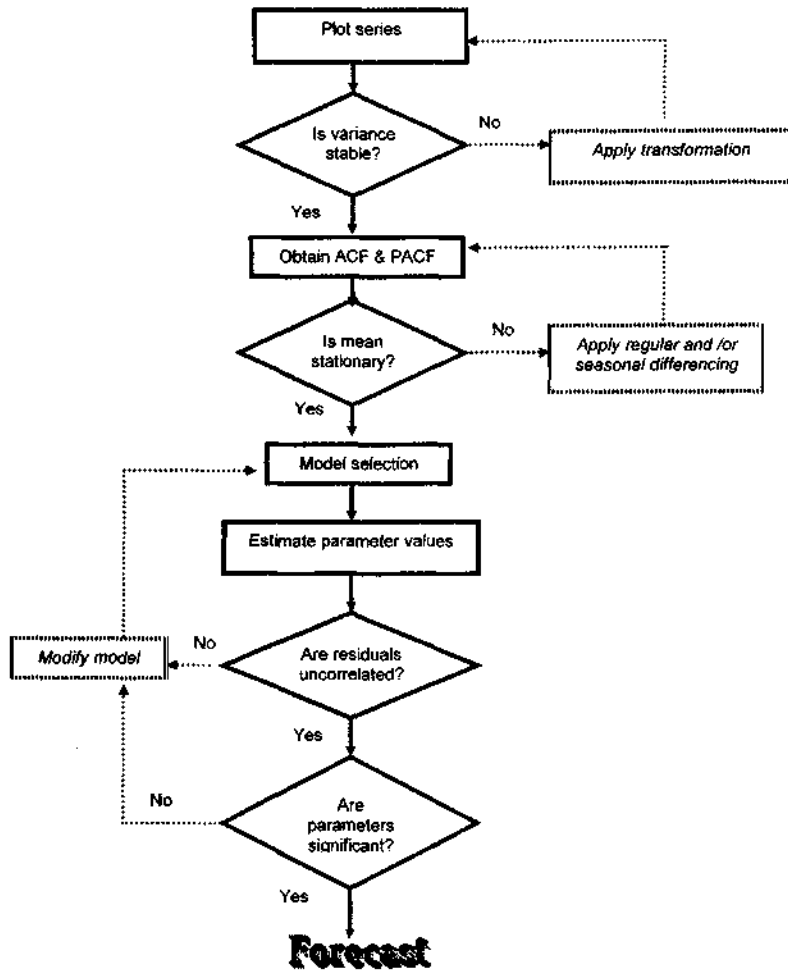 Plot series
Is variance
stable?
No
Apply transformation
Yes
Obtain ACF & PACF
Is mean
stationary?
No
Apply regular and /or
seasonal differencing
Yes
Model selection
Estimate parameter values
Are residuals
uncorrelated?
No
Modify model
Yes
Are
parameters
significant?
No
Yes
Forecast